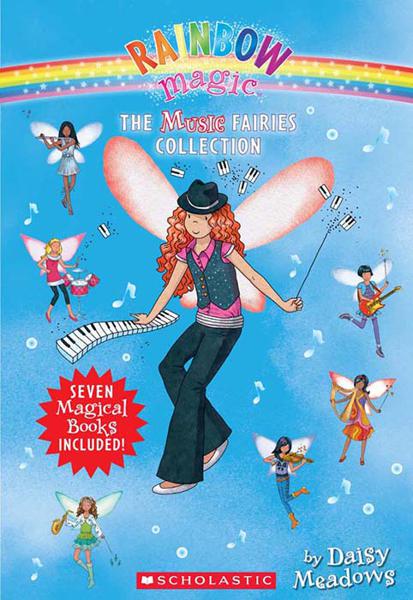 RAINBOW
magic
THE Music FAIRIES
COLLECTION
SEVEN
Magical
Books
INCLUDED!
by Daisy
Meadows
SCHOLASTIC